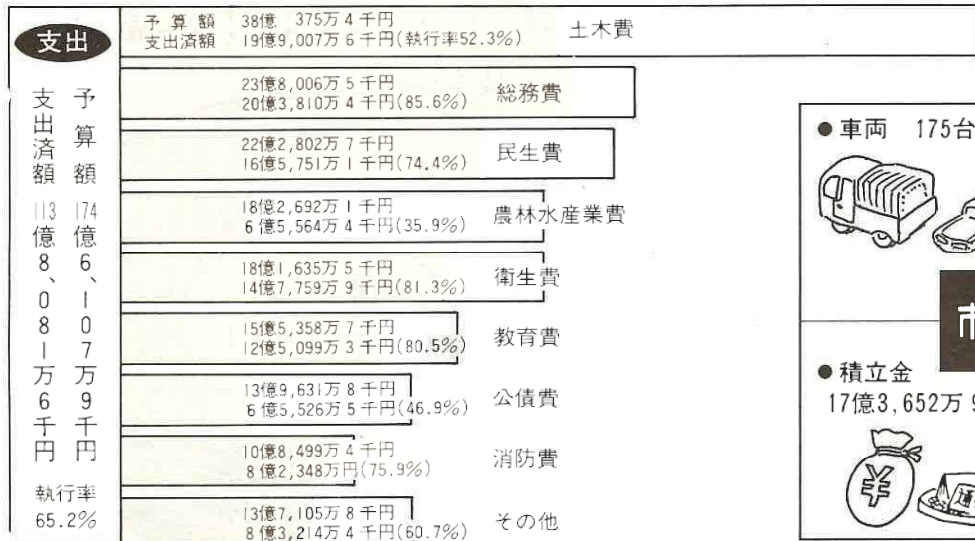 支出
予算額 174億6、107万9千円
支出済額 113億8、081万6千円
執行率
65.2%
予算額 38億 375万4千円
支出済額 19億9,007万6千円(執行率52.3%)
土木費
23億8,006万5千円
20億3,810万4千円(85.6%)
総務費
22億2,802万7千円
16億5,751万1千円(74.4%)
民生費
18億2,692万1千円
6億5,564万4千円(35.9%)
農林水産業費
18億1,635万5千円
14億7,759万9千円(81.3%)
衛生費
15億5,358万7千円
12億5,099万3千円(80.5%)
教育費
13億9,631万8千円
6億5,526万5千円(46.9%)
公債費
10億8,499万4千円
8億2,348万円(75.9%)
消防費
13億7,105万8千円
8億3,214万4千円(60.7%)
その他
●車両 175台
●積立金
17億3,652万9
¥
通